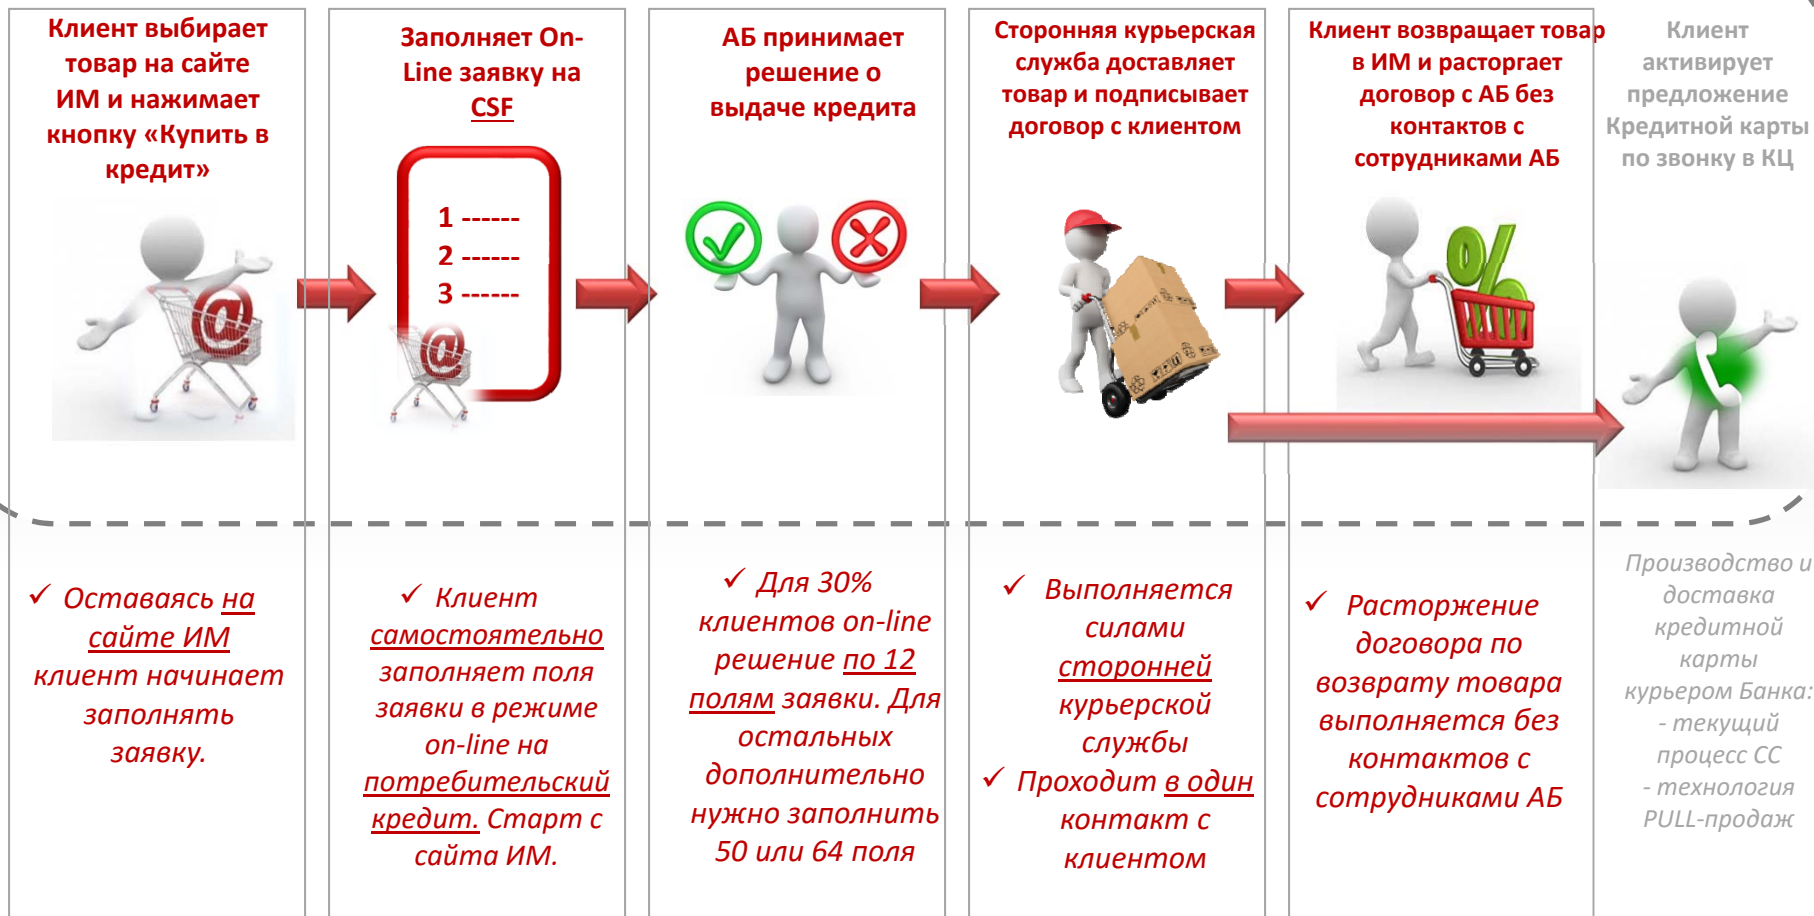 Клиент выбирает
товар на сайте
ИМ и нажимает
кнопку «Купить в
кредит»
Заполняет On-
Line заявку на
CSF
1 ------
2 ------
3 ------
АБ принимает
решение о
выдаче кредита
Сторонняя курьерская
служба доставляет
товар и подписывает
договор с клиентом
Клиент возвращает товар
в ИМ и расторгает
договор с АБ без
контактов с
сотрудниками АБ
Клиент
активирует
предложение
Кредитной карты
по звонку в КЦ
@
@
%
✓ Оставаясь на
сайте ИМ
клиент начинает
заполнять
заявку.
✓ Клиент
самостоятельно
заполняет поля
заявки в режиме
on-line на
потребительский
кредит. Старт с
сайта ИМ.
✓ Для 30%
клиентов on-line
решение по 12
полям заявки. Для
остальных
дополнительно
нужно заполнить
50 или 64 поля
✓ Выполняется
силами
сторонней
курьерской
службы
✓ Проходит в один
контакт с
клиентом
✓ Расторжение
договора по
возврату товара
выполняется без
контактов с
сотрудниками АБ
Производство и
доставка
кредитной
карты
курьером Банка:
- текущий
процесс СС
- технология
PULL-продаж